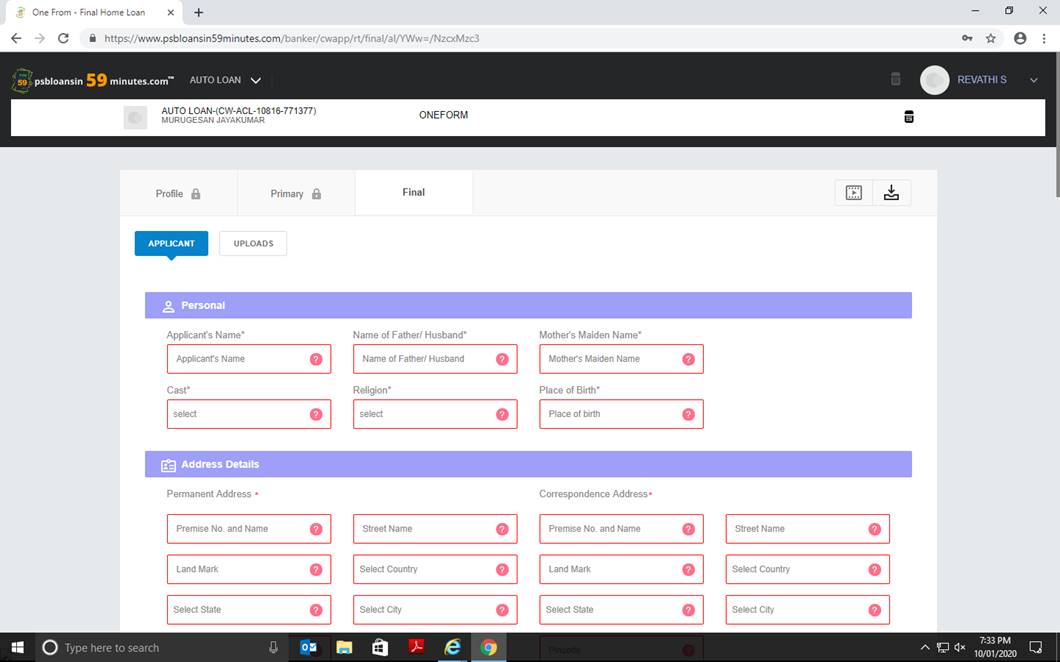 One From - Final Home Loan
https://www.psbloansin59minutes.com/banker/cwapp/rt/final/al/YWw=/NzcxMzc3
psbloansin 59 minutes.com™ AUTO LOAN REVATHI S
AUTO LOAN-(CW-ACL-10816-771377) ONEFORM
MURUGESAN JAYAKUMAR
Profile Primary Final
APPLICANT UPLOADS
Personal
Applicant's Name* Name of Father/ Husband* Mother's Maiden Name*
Applicant's Name ? Name of Father/ Husband ? Mother's Maiden Name ?
Cast* Religion* Place of Birth*
select ? select ? Place of birth ?
Address Details
Permanent Address * Correspondence Address*
Premise No. and Name ? Street Name ? Premise No. and Name ? Street Name ?
Land Mark ? Select Country ? Land Mark ? Select Country ?
Select State ? Select City ? Select State ? Select City ?
Pincode
Type here to search
7:33 PM
10/01/2020